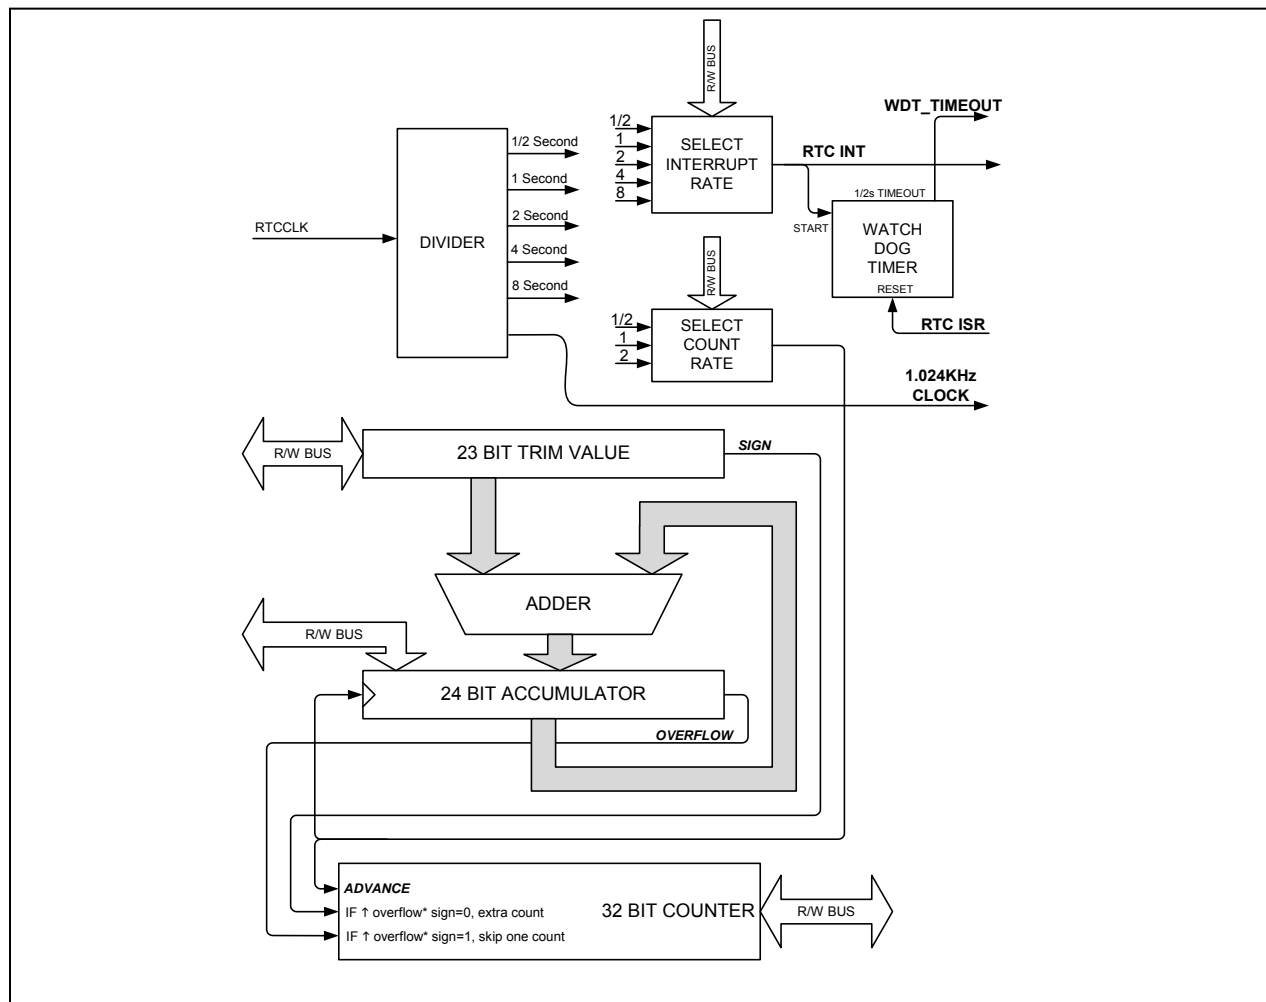 R/W BUS
WDT_TIMEOUT
1/2
1
2
4
8
SELECT
INTERRUPT
RATE
RTC INT
1/2 Second
1 Second
2 Second
4 Second
8 Second
RTCCLK
DIVIDER
1/2s TIMEOUT
START
WATCH
DOG
TIMER
RESET
RTC ISR
R/W BUS
1/2
1
2
SELECT
COUNT
RATE
1.024KHz
CLOCK
R/W BUS
23 BIT TRIM VALUE
SIGN
ADDER
R/W BUS
24 BIT ACCUMULATOR
OVERFLOW
ADVANCE
IF ↑ overflow* sign=0, extra count
IF ↑ overflow* sign=1, skip one count
32 BIT COUNTER
R/W BUS